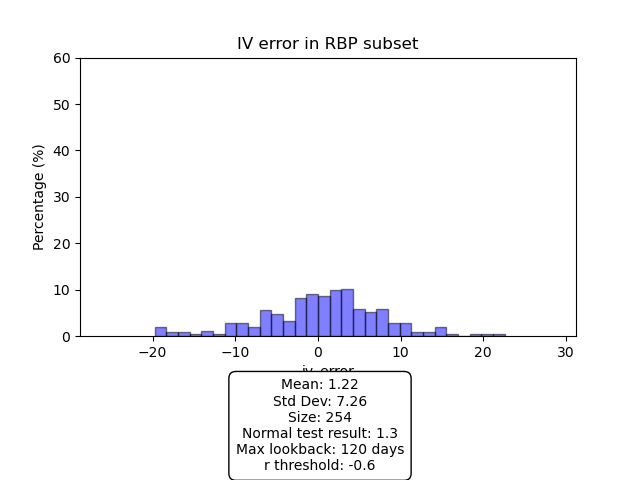 IV error in RBP subset
60
50
40
30
20
10
0
Percentage (%)
−20
−10
0
10
20
30
iv_error
Mean: 1.22
Std Dev: 7.26
Size: 254
Normal test result: 1.3
Max lookback: 120 days
r threshold: -0.6